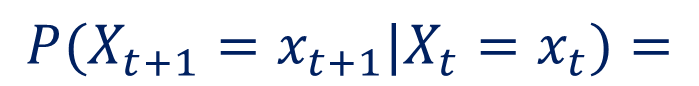 P(X_{t+1} = x_{t+1}|X_t = x_t) =